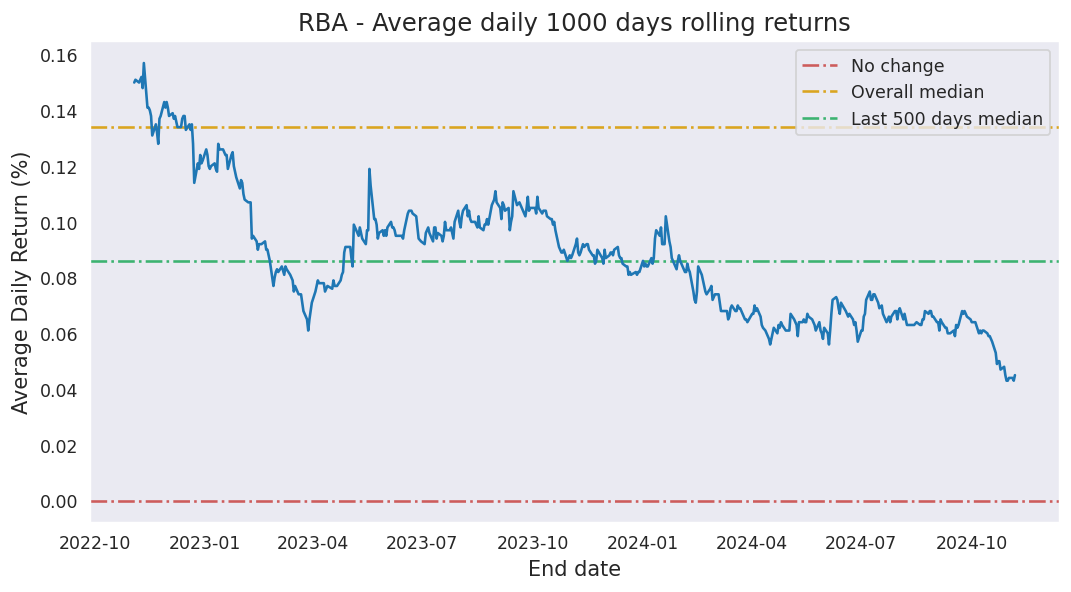 RBA - Average daily 1000 days rolling returns
No change
Overall median
Last 500 days median
Average Daily Return (%)
0.16
0.14
0.12
0.10
0.08
0.06
0.04
0.02
0.00
2022-10 2023-01 2023-04 2023-07 2023-10 2024-01 2024-04 2024-07 2024-10
End date